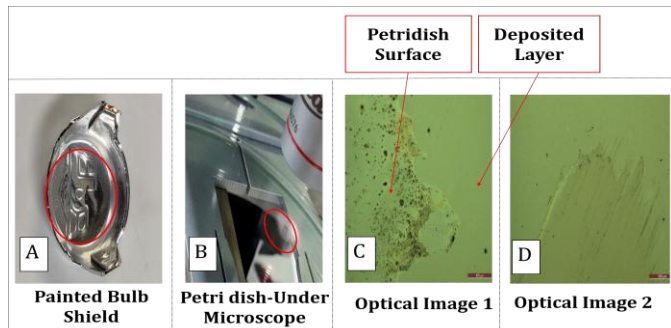 Petridish
Surface
Deposited
Layer
A
B
C
D
Painted Bulb
Shield
Petri dish-Under
Microscope
Optical Image 1
Optical Image 2